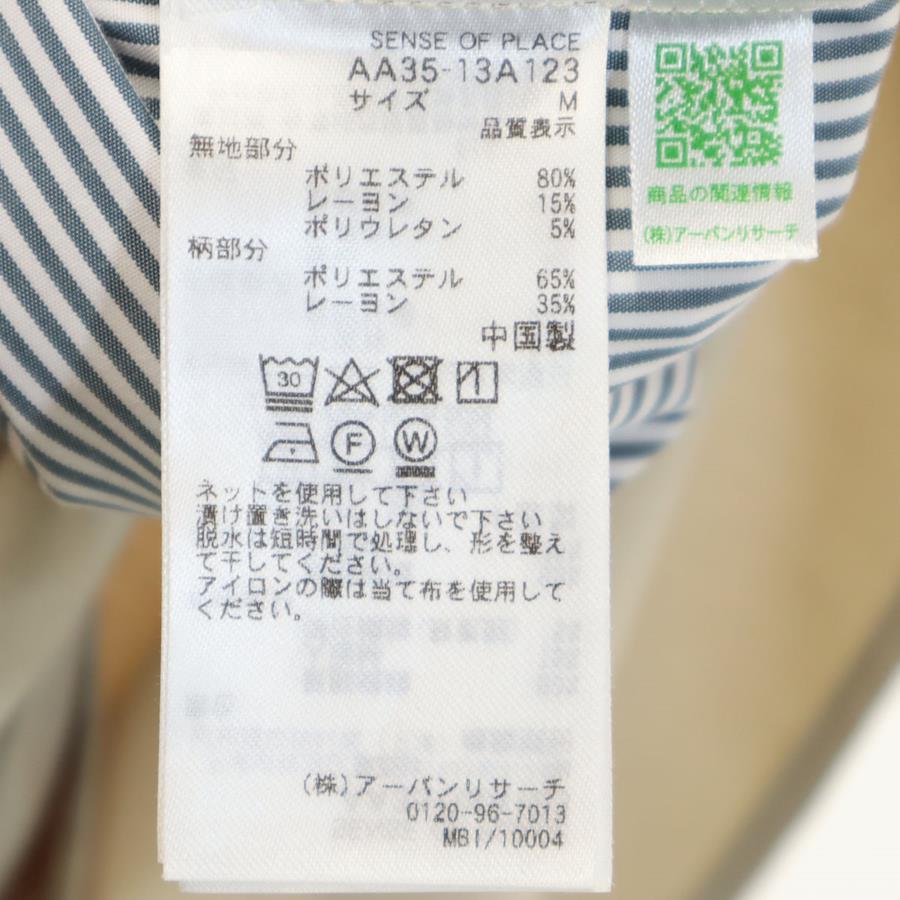 SENSE OF PLACE
AA35-13A123
サイズ M
品質表示
無地部分
ポリエステル 80%
レーヨン 15%
ポリウレタン 5%
柄部分
ポリエステル 65%
レーヨン 35%
中国製
30
F
W
ネットを使用して下さい
漬け置き洗いはしないで下さい
脱水は短時間で処理し、形を整え
て干してください。
アイロンの際は当て布を使用して
ください。
(株)アーバンリサーチ
0120-96-7013
MBI/10004
商品の関連情報
(株)アーバンリサーチ